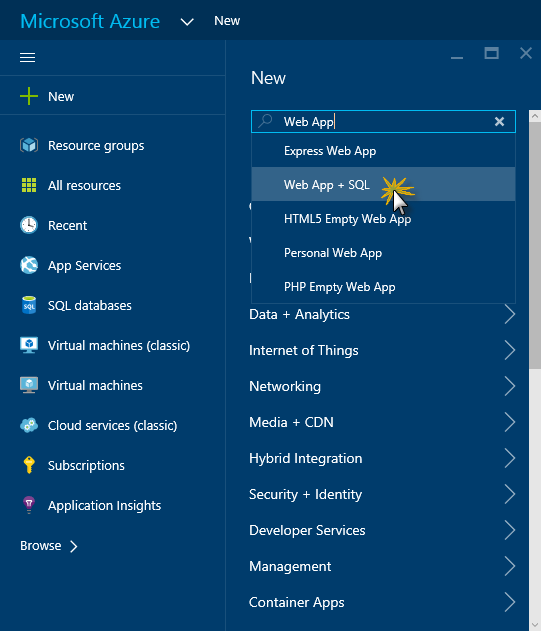 Microsoft Azure New
New
New
Resource groups
All resources
Recent
App Services
SQL databases
Virtual machines (classic)
Virtual machines
Cloud services (classic)
Subscriptions
Application Insights
Browse
Web App
Express Web App
Web App + SQL
HTML5 Empty Web App
Personal Web App
PHP Empty Web App
Data + Analytics
Internet of Things
Networking
Media + CDN
Hybrid Integration
Security + Identity
Developer Services
Management
Container Apps